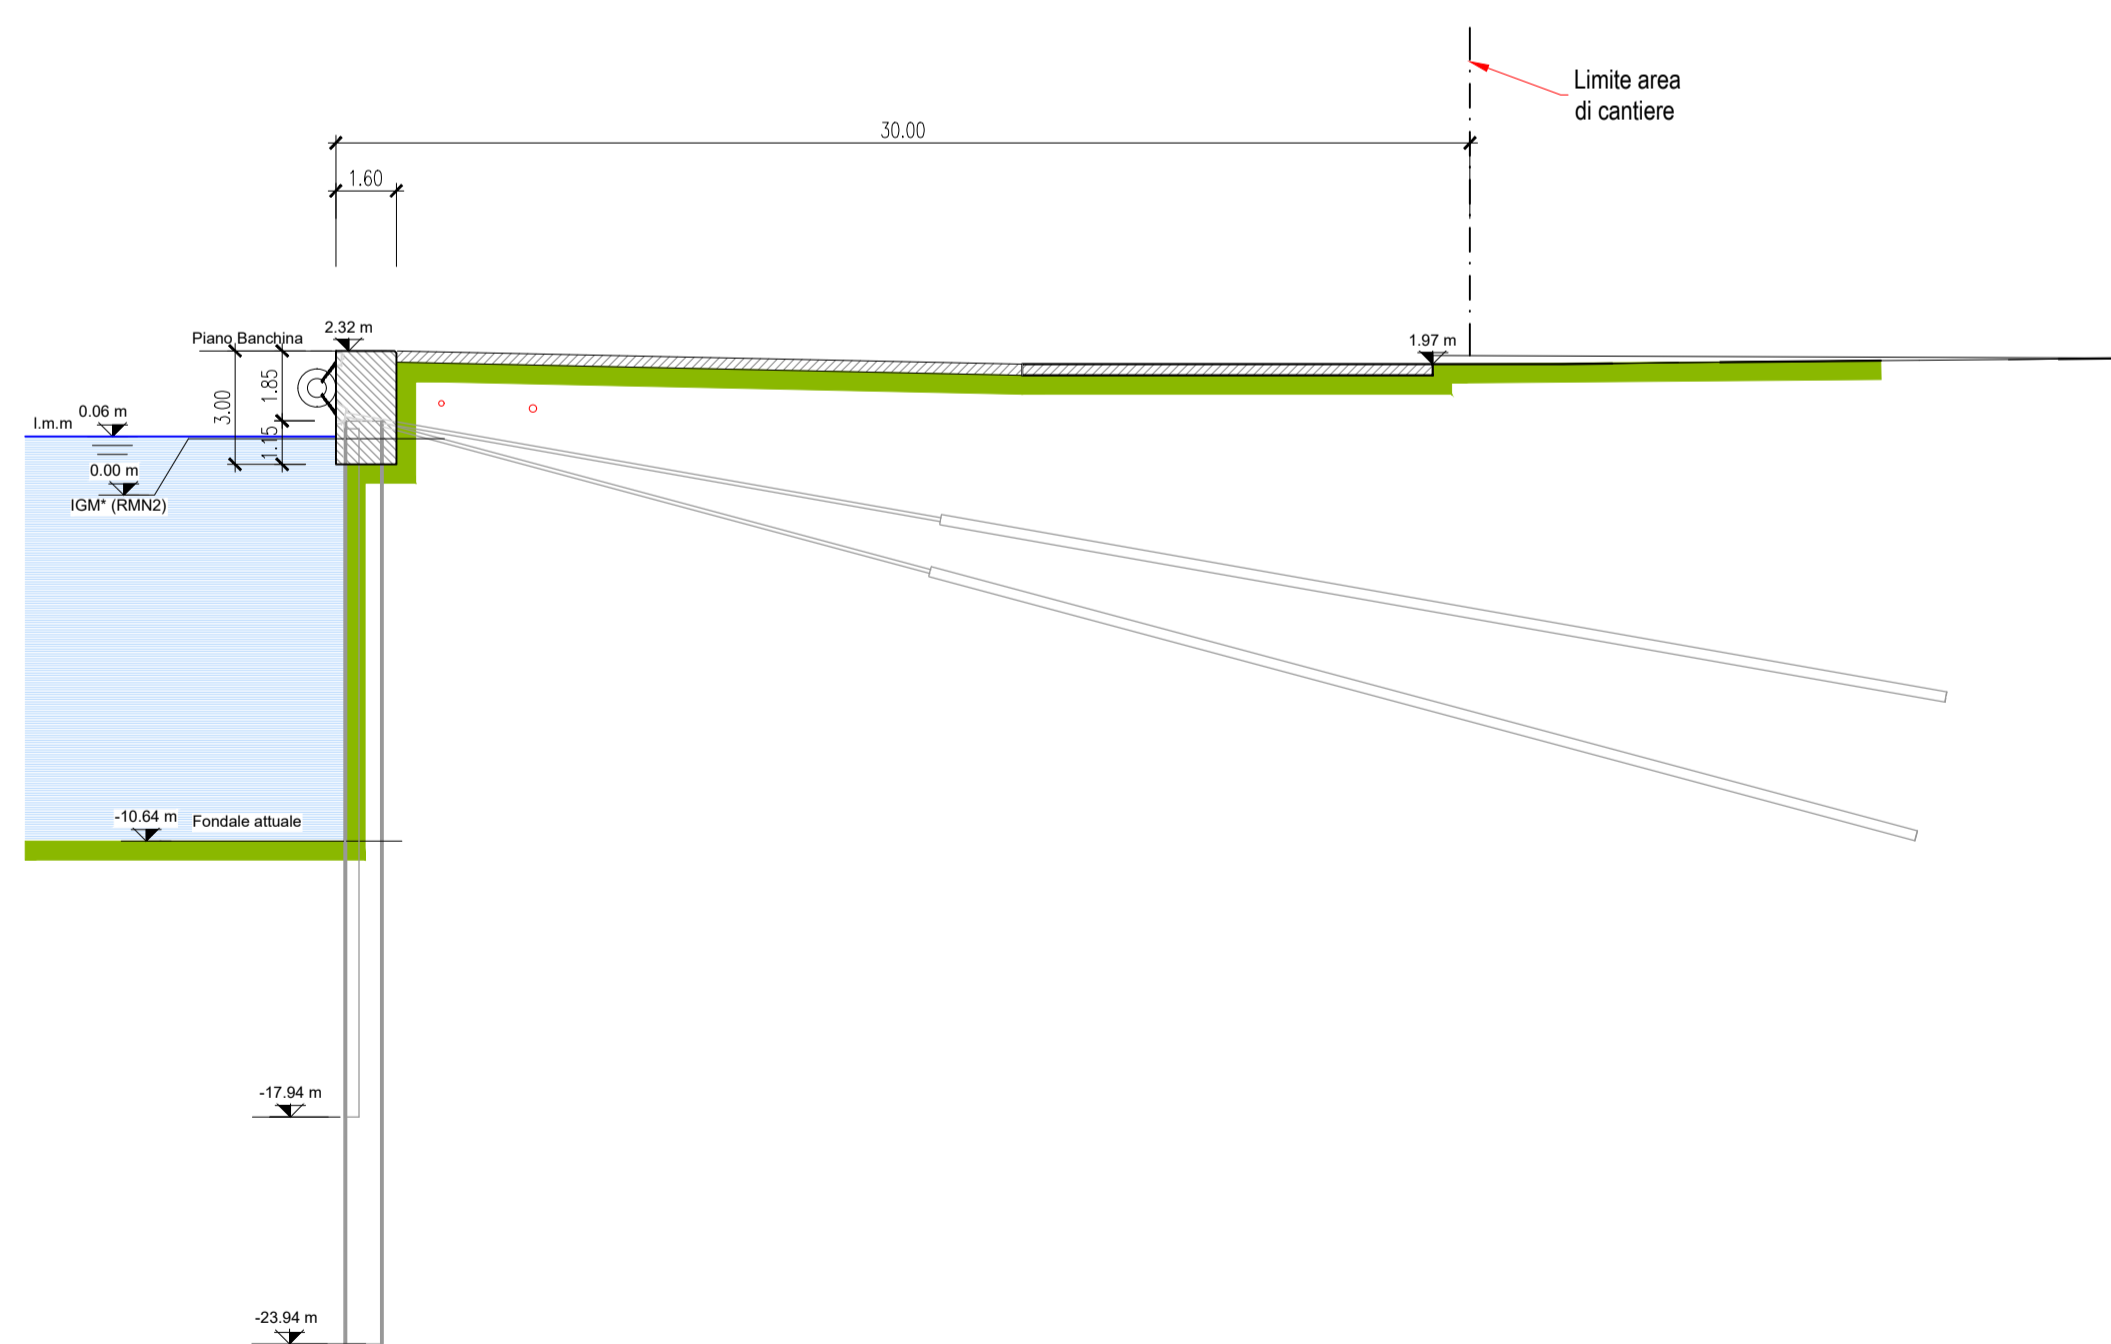 Limite area
di cantiere
30.00
1.60
Piano Banchina
2.32 m
1.97 m
1.85
3.00
1.15
l.m.m
0.06 m
0.00 m
IGM* (RMN2)
-10.64 m
Fondale attuale
-17.94 m
-23.94 m